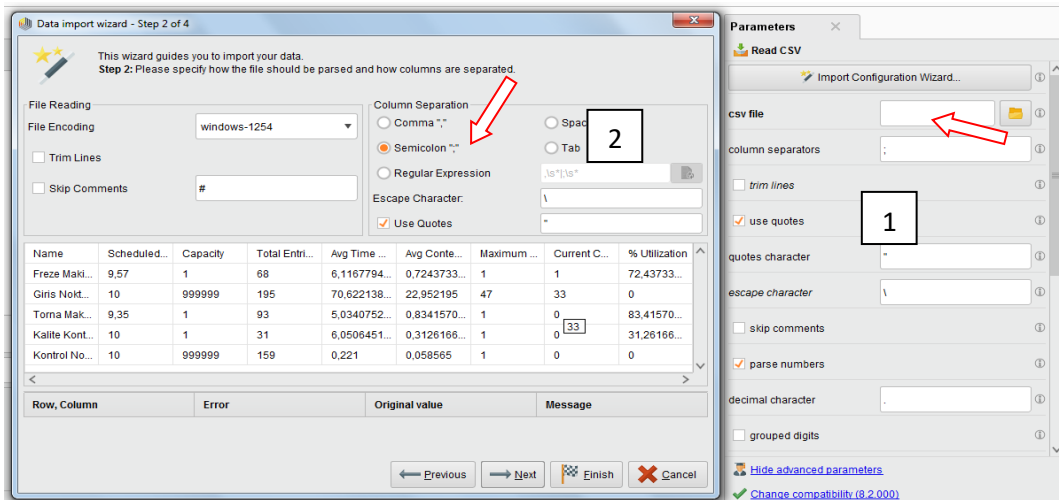 Data import wizard - Step 2 of 4
This wizard guides you to import your data.
Step 2: Please specify how the file should be parsed and how columns are separated.
File Reading
File Encoding
windows-1254
Trim Lines
Skip Comments
#
Column Separation
Comma ","
Spac
Semicolon ";"
Tab
Regular Expression
,\s*|;\s*
Escape Character:
\
Use Quotes
"
2
Name Scheduled... Capacity Total Entri... Avg Time ... Avg Conte... Maximum ... Current C... % Utilization
Freze Maki... 9,57 1 68 6,1167794... 0,7243733... 1 1 72,43733...
Giris Nokt... 10 999999 195 70,622138... 22,952195 47 33 0
Torna Mak... 9,35 1 93 5,0340752... 0,8341570... 1 0 83,41570...
Kalite Kont... 10 1 31 6,0506451... 0,3126166... 1 0 31,26166...
33
Kontrol No... 10 999999 159 0,221 0,058565 1 0 0
Row, Column Error Original value Message
Previous Next Finish Cancel
Parameters
Read CSV
Import Configuration Wizard...
csv file
column separators ;
trim lines
use quotes
1
quotes character "
escape character \
skip comments
parse numbers
decimal character .
grouped digits
Hide advanced parameters
Change compatibility (8.2.000)